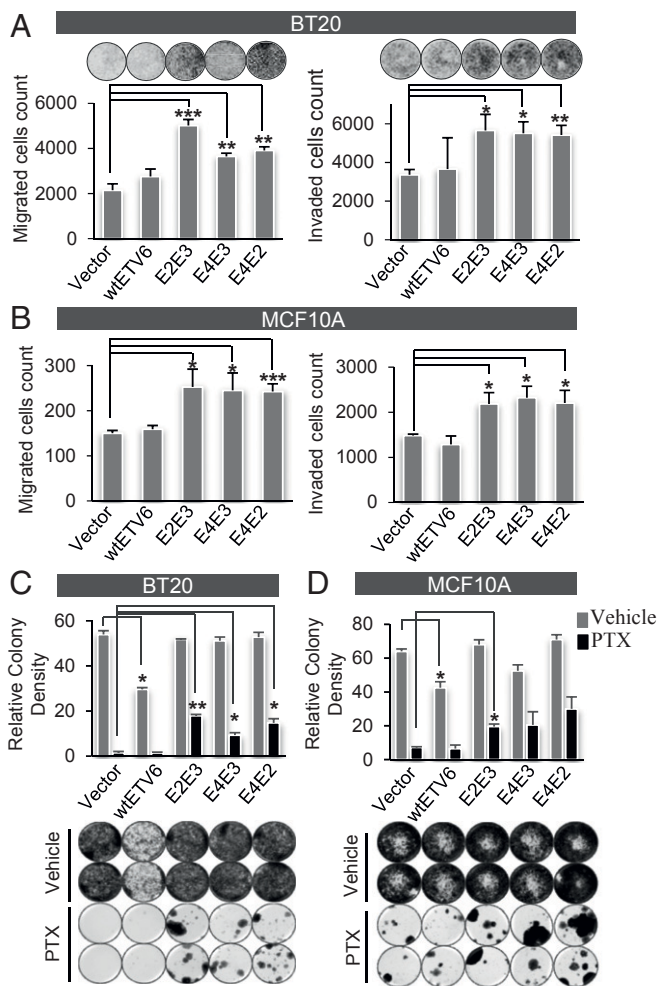 A
BT20
Migrated cells count
6000
4000
2000
0
***
**
**
Vector
wtETV6
E2E3
E4E3
E4E2
Invaded cells count
6000
4000
2000
0
*
*
**
Vector
wtETV6
E2E3
E4E3
E4E2
B
MCF10A
Migrated cells count
300
200
100
0
*
*
***
Vector
wtETV6
E2E3
E4E3
E4E2
Invaded cells count
3000
2000
1000
0
*
*
*
Vector
wtETV6
E2E3
E4E3
E4E2
C
BT20
Relative Colony
Density
60
40
20
0
*
**
*
*
Vector
wtETV6
E2E3
E4E3
E4E2
Vehicle
PTX
D
MCF10A
Relative Colony
Density
80
60
40
20
0
*
*
Vector
wtETV6
E2E3
E4E3
E4E2
Vehicle
PTX
Vehicle
PTX